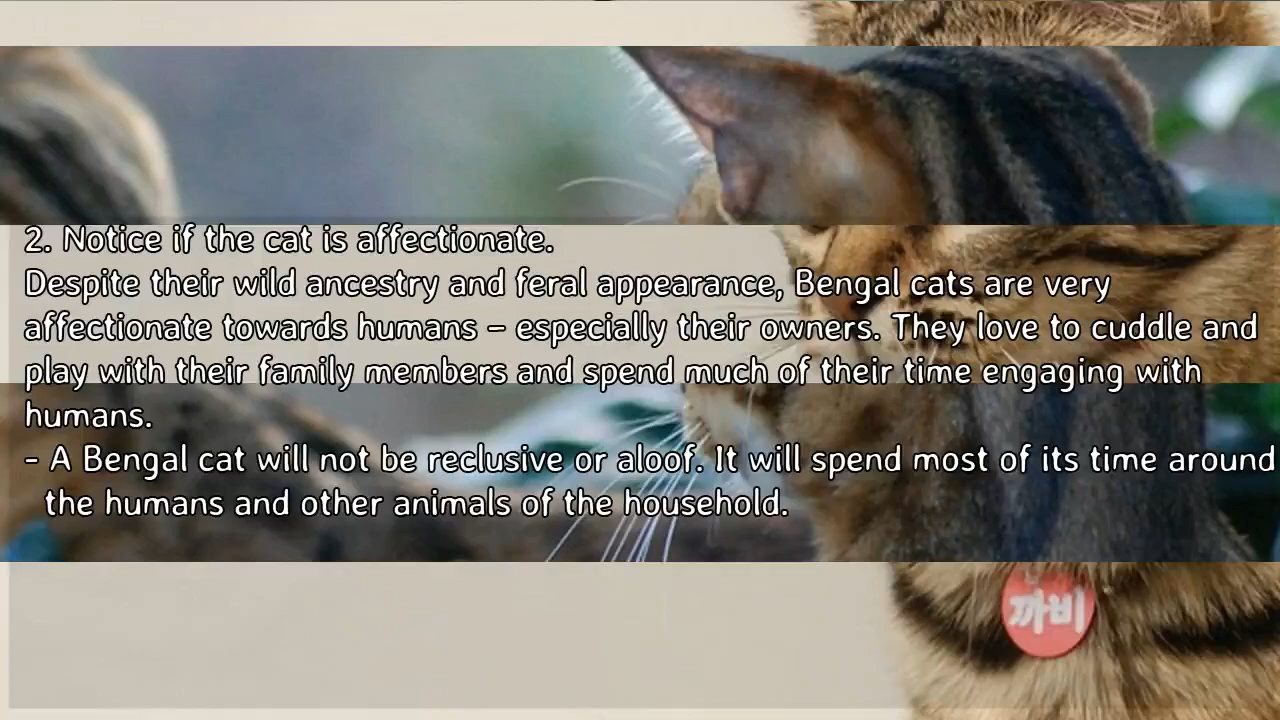 2. Notice if the cat is affectionate.
Despite their wild ancestry and feral appearance, Bengal cats are very
affectionate towards humans – especially their owners. They love to cuddle and
play with their family members and spend much of their time engaging with
humans.
- A Bengal cat will not be reclusive or aloof. It will spend most of its time around
the humans and other animals of the household.
까비